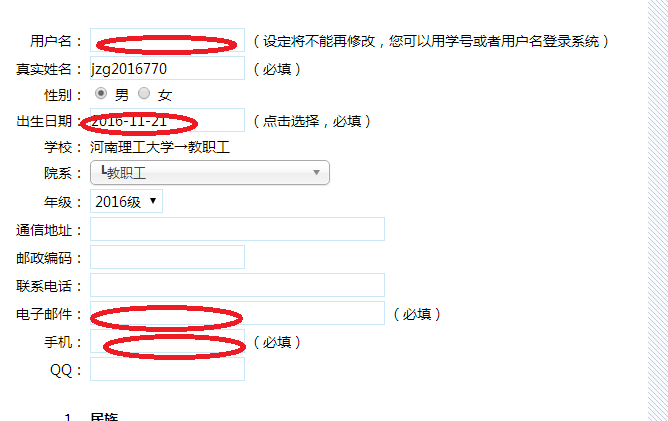 用户名： （设定将不能再修改，您可以用学号或者用户名登录系统）
真实姓名： jzg2016770 （必填）
性别： 男 女
出生日期： 2016-11-21 （点击选择，必填）
学校： 河南理工大学→教职工
院系： ┗教职工
年级： 2016级
通信地址：
邮政编码：
联系电话：
电子邮件： （必填）
手机： （必填）
QQ：
1 民族